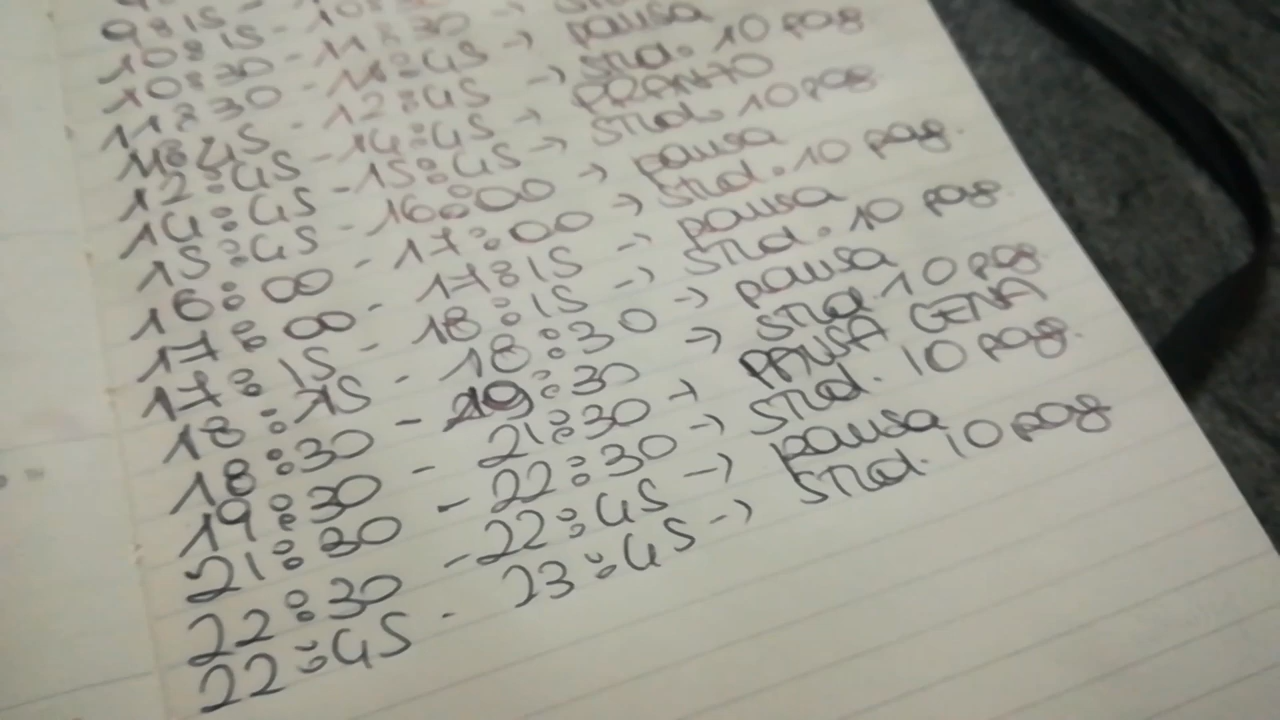 9:15 - 10
10:15 - 10
10:30 - 11:30 ->
11:30 - 11:45 -> pausa
11:45 - 12:45 -> stud. 10 pag
12:45 - 14:45 -> PRANZO
14:45 - 15:45 -> stud. 10 pag.
15:45 - 16:00 -> pausa
16:00 - 17:00 -> stud. 10 pag.
17:00 - 17:15 -> pausa
17:15 - 18:15 -> stud. 10 pag.
18:15 - 18:30 -> pausa
18:30 - 19:30 -> stud. 10 pag.
19:30 - 21:30 -> PAUSA CENA
21:30 - 22:30 -> stud. 10 pag.
22:30 - 22:45 -> pausa
22:45 - 23:45 -> stud. 10 pag